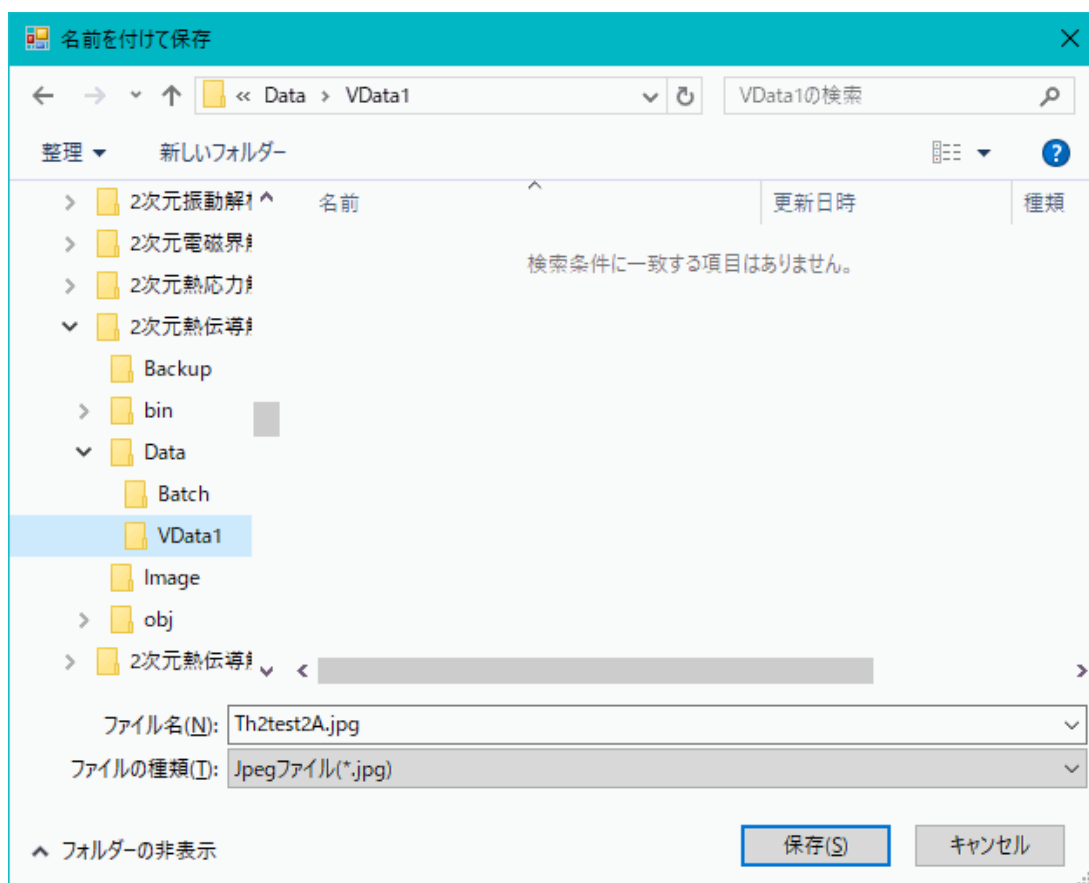 名前を付けて保存
« Data › VData1
VData1の検索
整理 新しいフォルダー
名前 更新日時 種類
2次元振動解
2次元電磁界
2次元熱応力
2次元熱伝導
Backup
bin
Data
Batch
VData1
Image
obj
2次元熱伝導
検索条件に一致する項目はありません。
ファイル名(N): Th2test2A.jpg
ファイルの種類(T): Jpegファイル(*.jpg)
フォルダーの非表示
保存(S) キャンセル